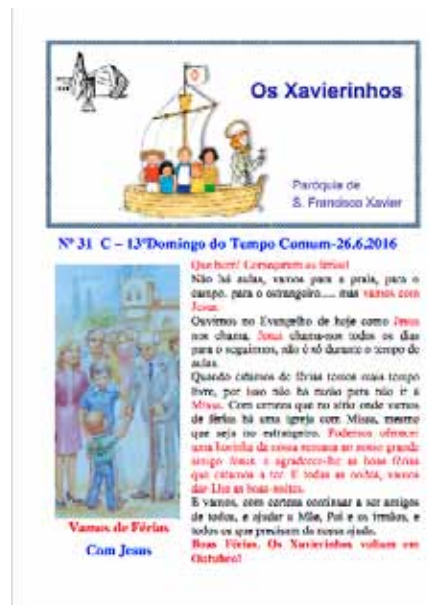 Os Xavierinhos
Paróquia de
S. Francisco Xavier
Nº 31 C – 13ºDomingo do Tempo Comum-26.6.2016
Que bom! Começaram as férias!
Não há aulas, vamos para a praia, para o
campo, para o estrangeiro..... mas vamos com
Jesus.
Ouvimos no Evangelho de hoje como Jesus
nos chama. Jesus chama-nos todos os dias
para o seguirmos, não é só durante o tempo de
aulas.
Quando estamos de férias temos mais tempo
livre, por isso não há razão para não ir à
Missa. Com certeza que no sítio onde vamos
de férias há uma igreja com Missa, mesmo
que seja no estrangeiro. Podemos oferecer
uma horinha da nossa semana ao nosso grande
amigo Jesus, e agradecer-lhe as boas férias
que estamos a ter. E todas as noites, vamos
dar Lhe as boas-noites.
E vamos, com certeza continuar a ser amigos
de todos, e ajudar a Mãe, Pai e os irmãos, e
todos os que precisam da nossa ajuda.
Boas Férias. Os Xavierinhos voltam em
Outubro!
Vamos de Férias
Com Jesus